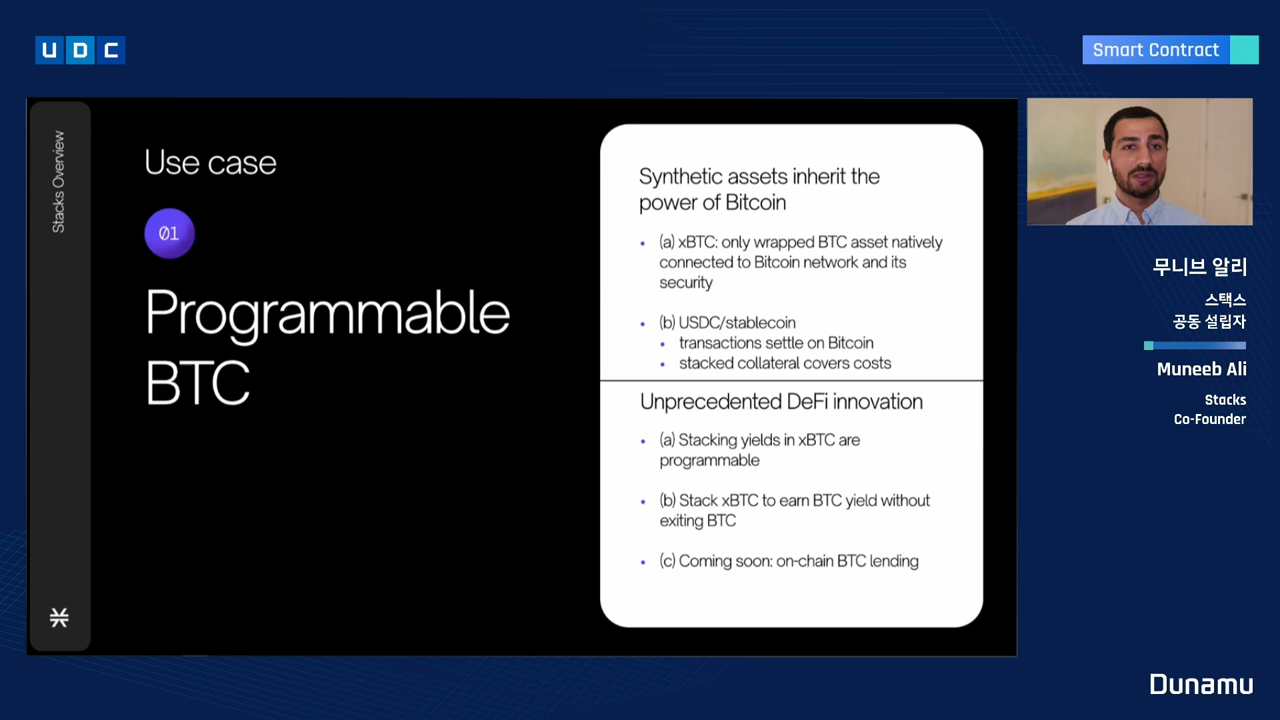 UDC
Smart Contract
Stacks Overview
Use case
01
Programmable
BTC
Synthetic assets inherit the
power of Bitcoin
• (a) xBTC: only wrapped BTC asset natively
connected to Bitcoin network and its
security
• (b) USDC/stablecoin
• transactions settle on Bitcoin
• stacked collateral covers costs
Unprecedented DeFi innovation
• (a) Stacking yields in xBTC are
programmable
• (b) Stack xBTC to earn BTC yield without
exiting BTC
• (c) Coming soon: on-chain BTC lending
무니브 알리
스택스
공동 설립자
Muneeb Ali
Stacks
Co-Founder
Dunamu